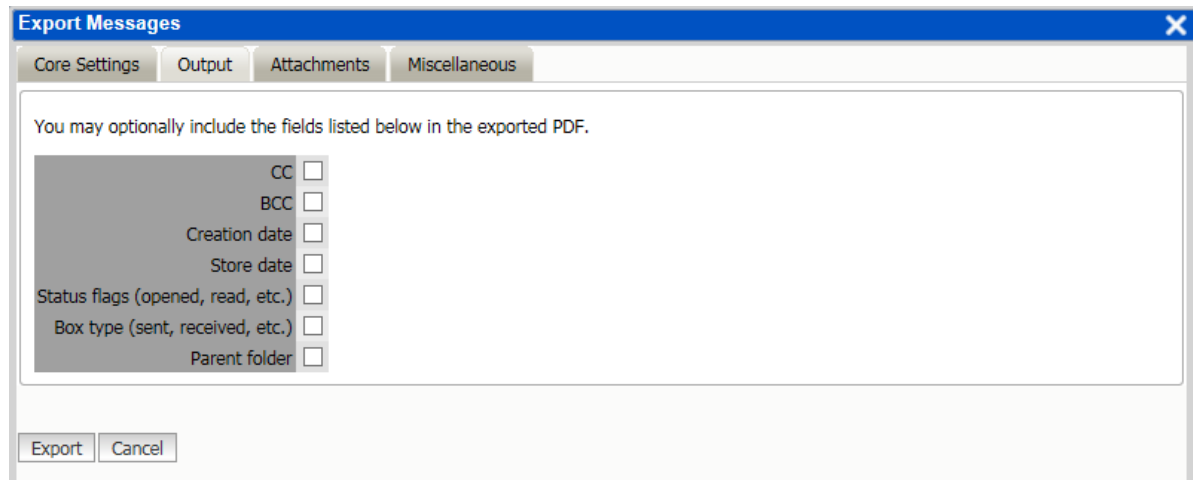 Export Messages
Core Settings Output Attachments Miscellaneous
You may optionally include the fields listed below in the exported PDF.
CC
BCC
Creation date
Store date
Status flags (opened, read, etc.)
Box type (sent, received, etc.)
Parent folder
Export Cancel